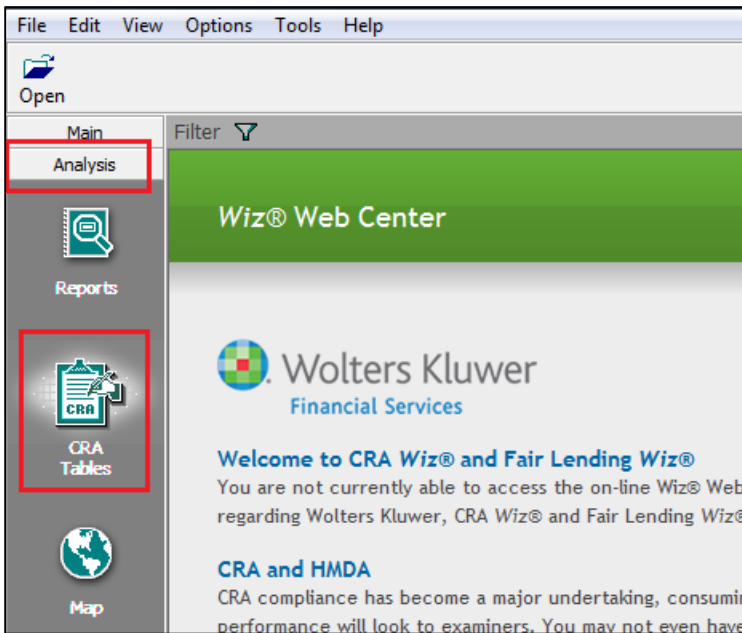 File Edit View Options Tools Help
Open
Main
Filter
Analysis
Wiz® Web Center
Reports
Wolters Kluwer
Financial Services
CRA
CRA
Tables
Welcome to CRA Wiz® and Fair Lending Wiz®
You are not currently able to access the on-line Wiz® Web
regarding Wolters Kluwer, CRA Wiz® and Fair Lending Wiz®
CRA and HMDA
Map
CRA compliance has become a major undertaking, consumin
performance will look to examiners. You may not even have